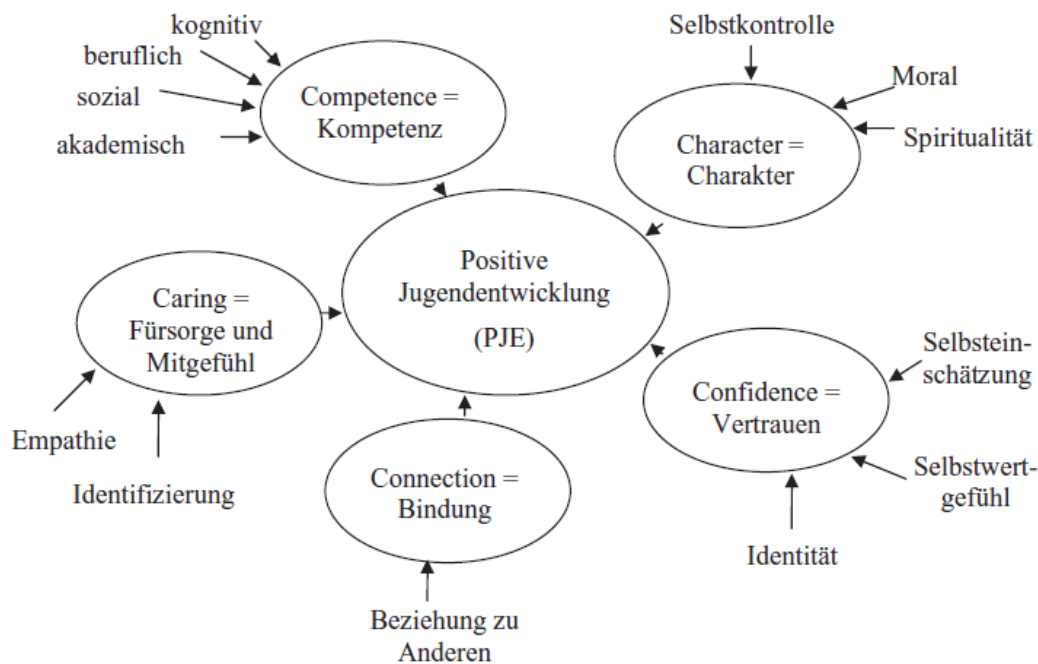 kognitiv
beruflich
sozial
akademisch
Competence =
Kompetenz
Selbstkontrolle
Moral
Spiritualität
Character =
Charakter
Positive
Jugendentwicklung
(PJE)
Caring =
Fürsorge und
Mitgefühl
Empathie
Identifizierung
Connection =
Bindung
Beziehung zu
Anderen
Confidence =
Vertrauen
Selbstein-
schätzung
Selbstwert-
gefühl
Identität